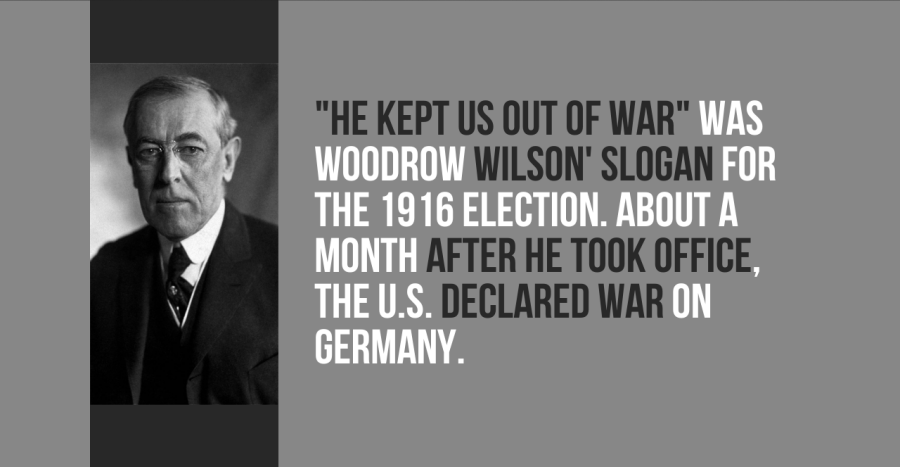 "HE KEPT US OUT OF WAR" WAS
WOODROW WILSON' SLOGAN FOR
THE 1916 ELECTION. ABOUT A
MONTH AFTER HE TOOK OFFICE,
THE U.S. DECLARED WAR ON
GERMANY.